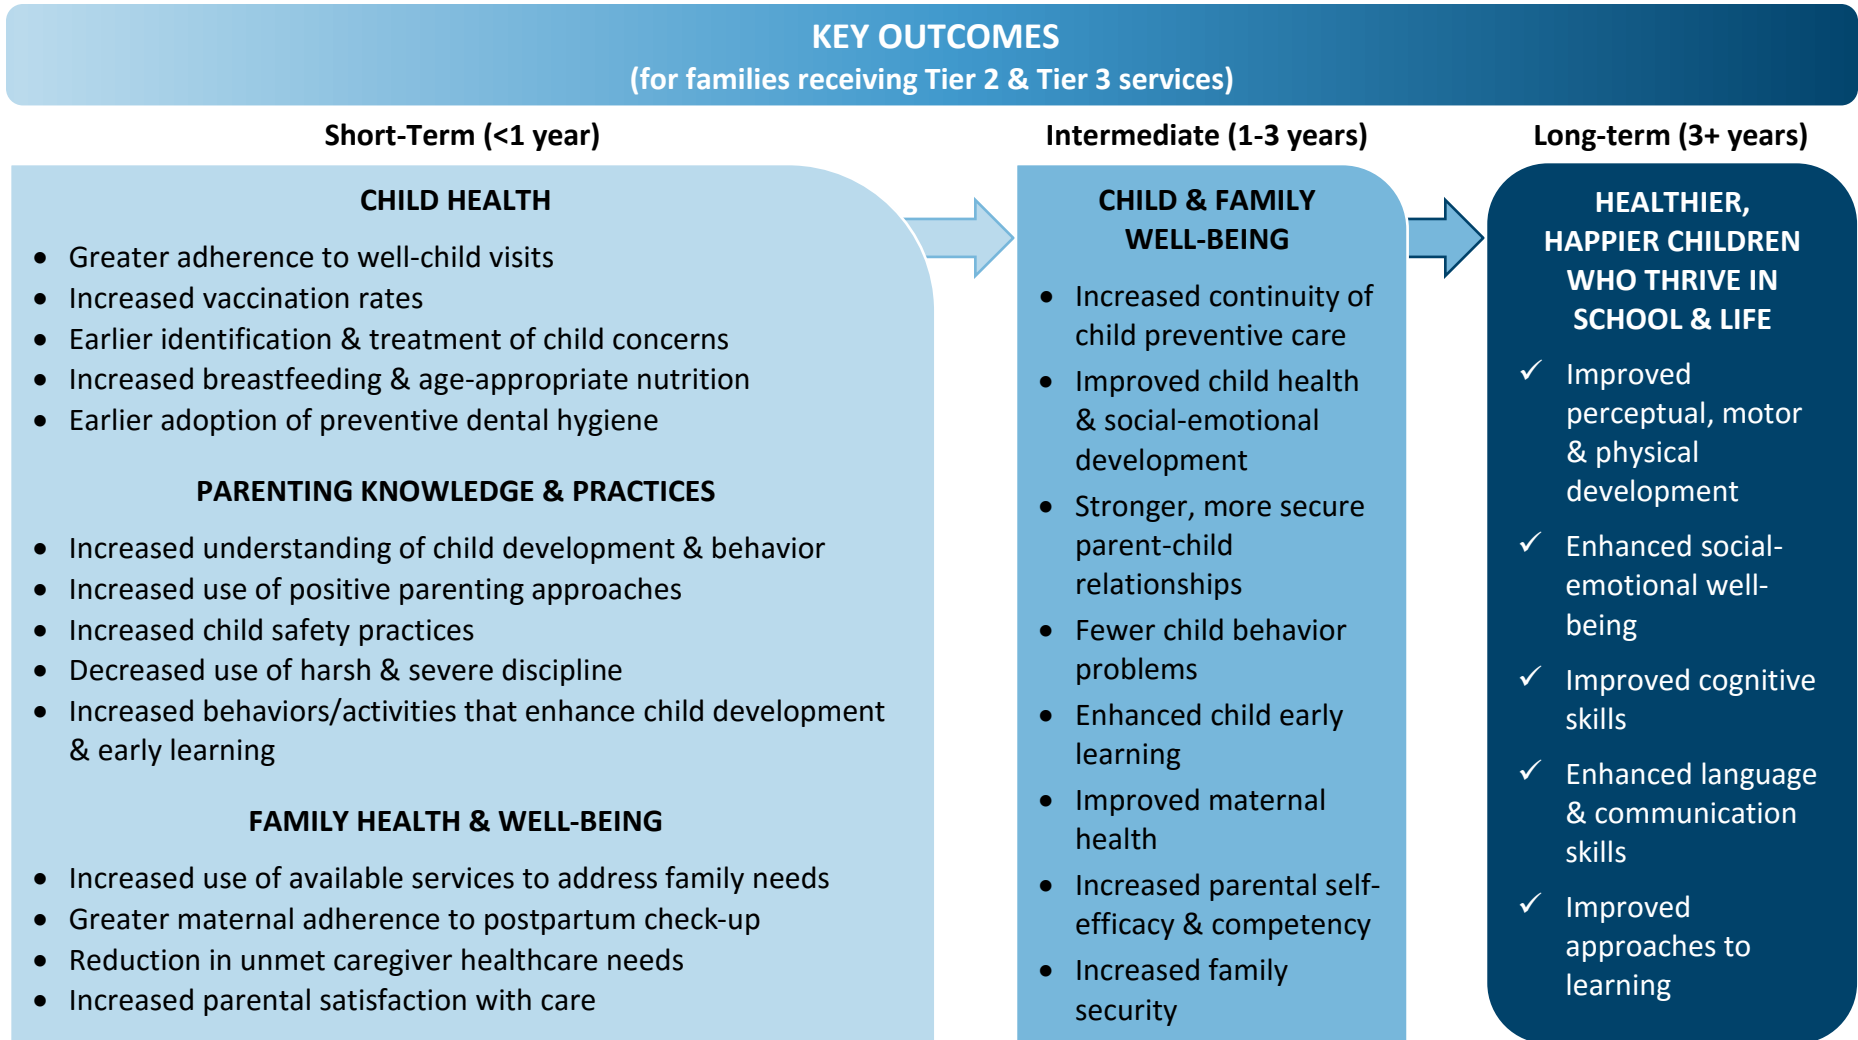 KEY OUTCOMES
(for families receiving Tier 2 & Tier 3 services)
Short-Term (<1 year)
CHILD HEALTH
• Greater adherence to well-child visits
• Increased vaccination rates
• Earlier identification & treatment of child concerns
• Increased breastfeeding & age-appropriate nutrition
• Earlier adoption of preventive dental hygiene
PARENTING KNOWLEDGE & PRACTICES
• Increased understanding of child development & behavior
• Increased use of positive parenting approaches
• Increased child safety practices
• Decreased use of harsh & severe discipline
• Increased behaviors/activities that enhance child development
& early learning
FAMILY HEALTH & WELL-BEING
• Increased use of available services to address family needs
• Greater maternal adherence to postpartum check-up
• Reduction in unmet caregiver healthcare needs
• Increased parental satisfaction with care
Intermediate (1-3 years)
CHILD & FAMILY
WELL-BEING
• Increased continuity of
child preventive care
• Improved child health
& social-emotional
development
• Stronger, more secure
parent-child
relationships
• Fewer child behavior
problems
• Enhanced child early
learning
• Improved maternal
health
• Increased parental self-
efficacy & competency
• Increased family
security
Long-term (3+ years)
HEALTHIER,
HAPPIER CHILDREN
WHO THRIVE IN
SCHOOL & LIFE
✓ Improved
perceptual, motor
& physical
development
✓ Enhanced social-
emotional well-
being
✓ Improved cognitive
skills
✓ Enhanced language
& communication
skills
✓ Improved
approaches to
learning